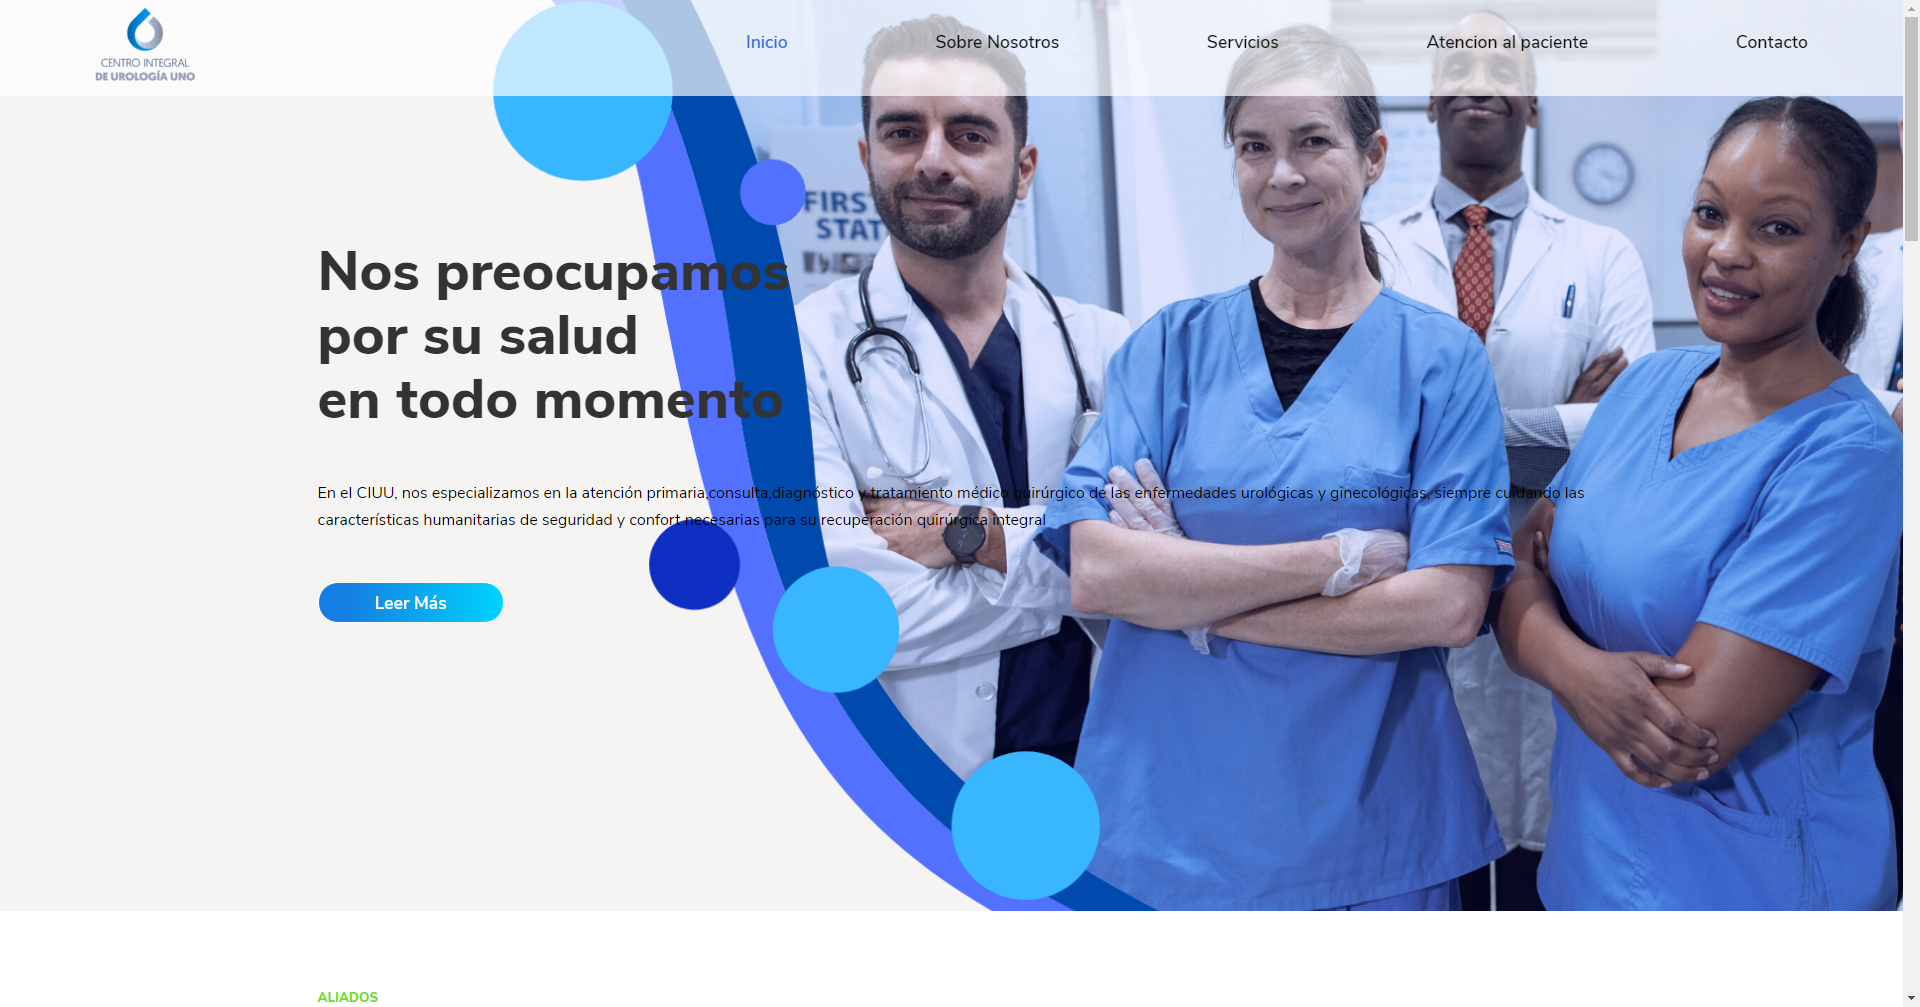 CENTRO INTEGRAL
DE UROLOGÍA UNO
Inicio
Sobre Nosotros
Servicios
Atencion al paciente
Contacto
FIRS
STAT
Nos preocupamos
por su salud
en todo momento
En el CIUU, nos especializamos en la atención primaria,consulta,diagnóstico y tratamiento médico quirúrgico de las enfermedades urológicas y ginecológicas, siempre cuidando las
características humanitarias de seguridad y confort necesarias para su recuperación quirúrgica integral
Leer Más
ALIADOS